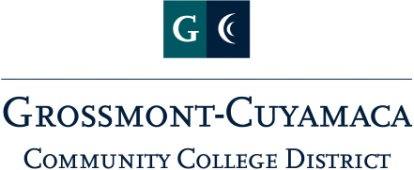 G C
GROSSMONT-CUYAMACA
COMMUNITY COLLEGE DISTRICT